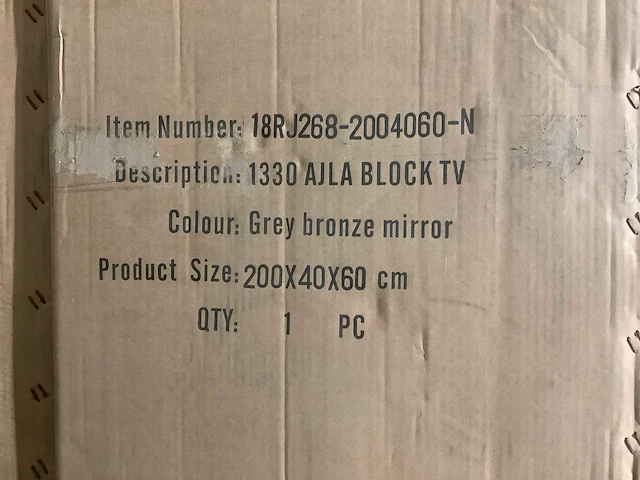 Item Number: 18RJ268-2004060-N
Description: 1330 AJLA BLOCK TV
Colour: Grey bronze mirror
Product Size: 200X40X60 cm
QTY: 1 PC